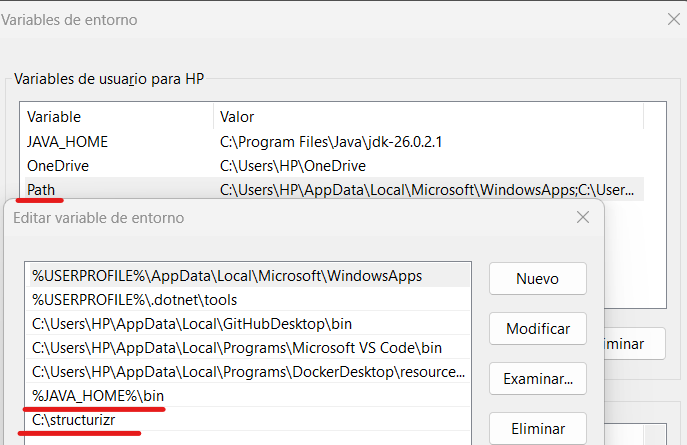 Variables de entorno
Variables de usuario para HP
Variable Valor
JAVA_HOME C:\Program Files\Java\jdk-26.0.2.1
OneDrive C:\Users\HP\OneDrive
Path C:\Users\HP\AppData\Local\Microsoft\WindowsApps;C:\User...
Editar variable de entorno
%USERPROFILE%\AppData\Local\Microsoft\WindowsApps
Nuevo
%USERPROFILE%\.dotnet\tools
C:\Users\HP\AppData\Local\GitHubDesktop\bin
Modificar
C:\Users\HP\AppData\Local\Programs\Microsoft VS Code\bin
iminar
C:\Users\HP\AppData\Local\Programs\DockerDesktop\resource...
Examinar...
%JAVA_HOME%\bin
C:\structurizr
Eliminar